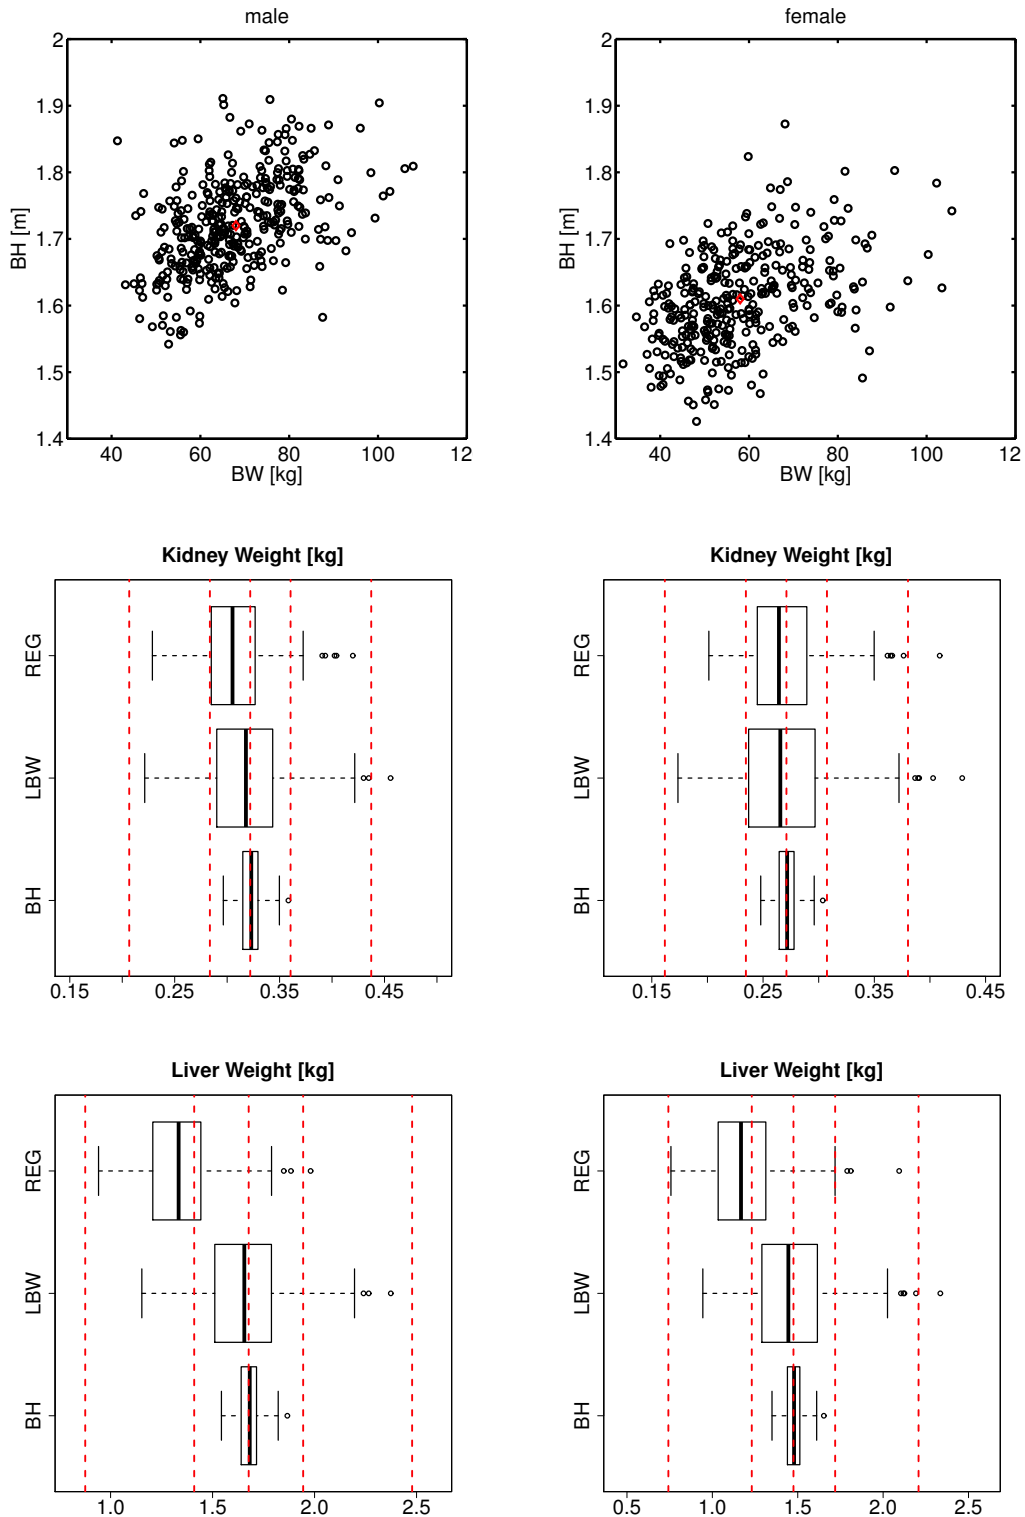 male
female
2
1.9
1.8
1.7
1.6
1.5
1.4
BH [m]
40 60 80 100 12
BW [kg]
2
1.9
1.8
1.7
1.6
1.5
1.4
BH [m]
40 60 80 100 12
BW [kg]
Kidney Weight [kg]
REG
LBW
BH
0.15 0.25 0.35 0.45
Kidney Weight [kg]
REG
LBW
BH
0.15 0.25 0.35 0.45
Liver Weight [kg]
REG
LBW
BH
1.0 1.5 2.0 2.5
Liver Weight [kg]
REG
LBW
BH
0.5 1.0 1.5 2.0 2.5